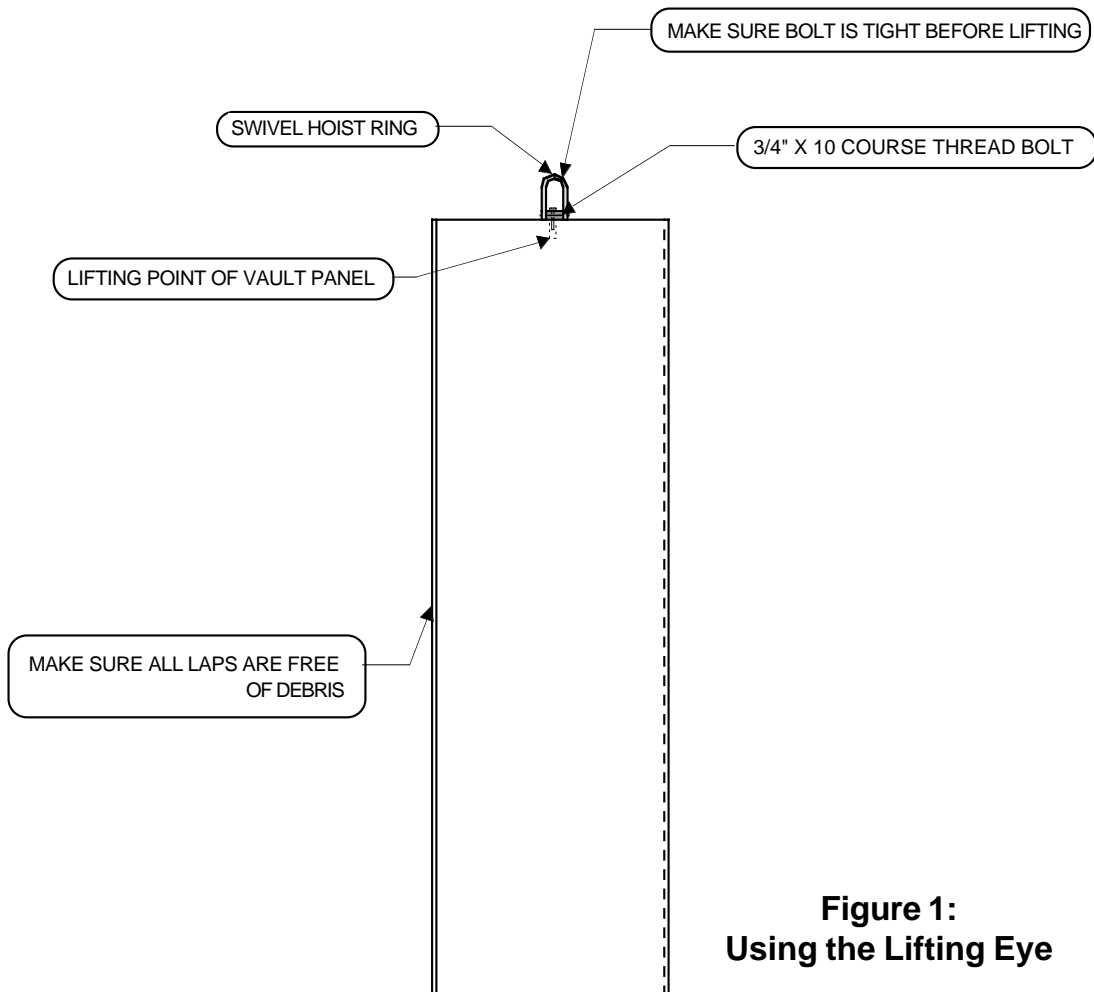 MAKE SURE BOLT IS TIGHT BEFORE LIFTING
SWIVEL HOIST RING
3/4" X 10 COURSE THREAD BOLT
LIFTING POINT OF VAULT PANEL
MAKE SURE ALL LAPS ARE FREE
OF DEBRIS
Figure 1:
Using the Lifting Eye